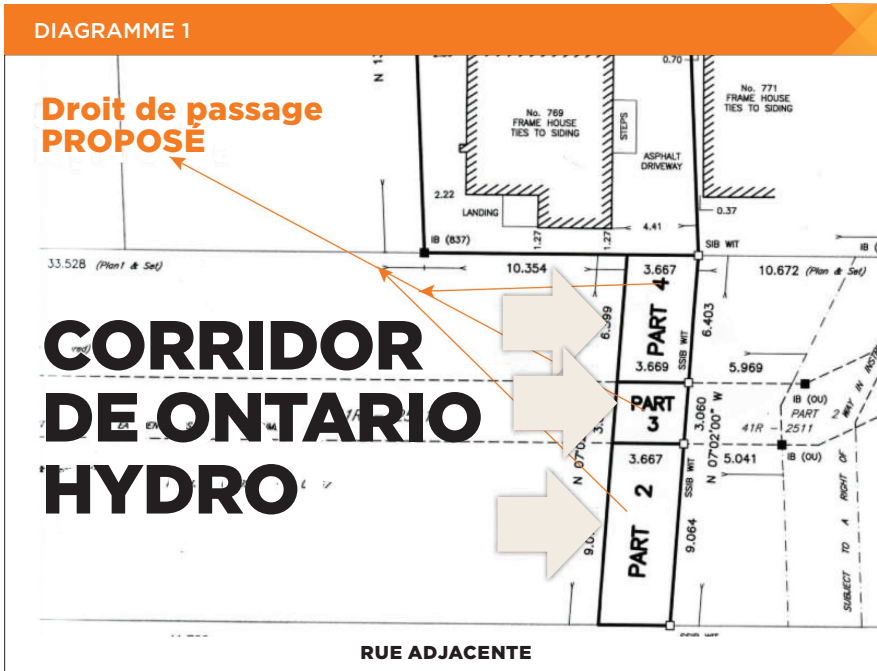 DIAGRAMME 1
Droit de passage
PROPOSÉ
0.70
No. 769
FRAME HOUSE
TIES TO SIDING
STEPS
No. 771
FRAME HOUSE
TIES TO SIDING
ASPHALT
DRIVEWAY
2.22
LANDING
1.27
1.27
4.41
0.37
IB (837)
SIB WIT
33.528 (Plan1 & Set)
10.354
3.667
10.672 (Plan & Set)
PART 4
6.403
SSIB WIT
3.669
5.969
CORRIDOR
DE ONTARIO
HYDRO
PART
3
3.060
N 07°02'00" W
IB (OU)
PART 2
41R - 2511
WAY IN
3.667
SSIB WIT
5.041
IB (OU)
PART 2
9.064
SUBJECT TO A RIGHT OF
RUE ADJACENTE